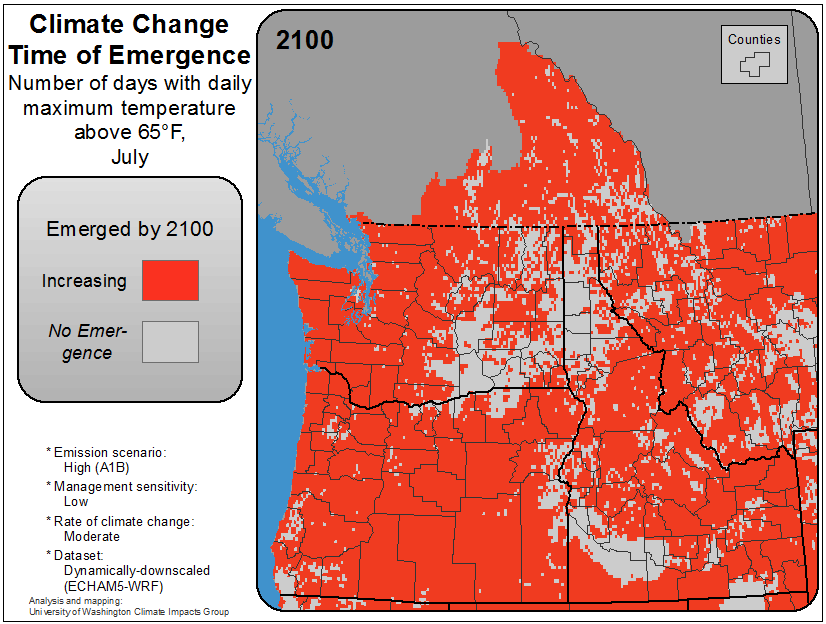 Climate Change
Time of Emergence
Number of days with daily
maximum temperature
above 65°F,
July
Emerged by 2100
Increasing
No Emer-
gence
* Emission scenario:
High (A1B)
* Management sensitivity:
Low
* Rate of climate change:
Moderate
* Dataset:
Dynamically-downscaled
(ECHAM5-WRF)
Analysis and mapping:
University of Washington Climate Impacts Group
2100
Counties